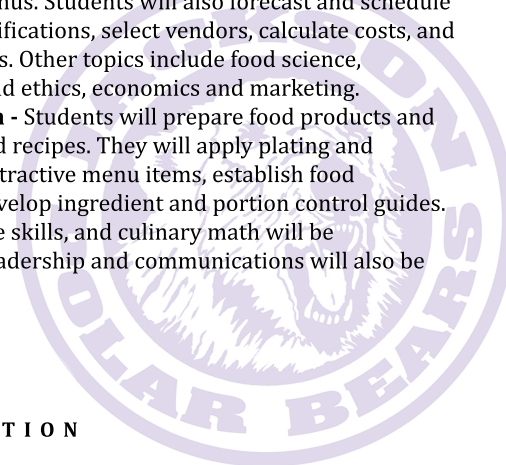 nus. Students will also forecast and schedule
ifications, select vendors, calculate costs, and
s. Other topics include food science,
d ethics, economics and marketing.
n - Students will prepare food products and
d recipes. They will apply plating and
tractive menu items, establish food
velop ingredient and portion control guides.
e skills, and culinary math will be
adership and communications will also be
TION
JACKSON
POLAR BEARS